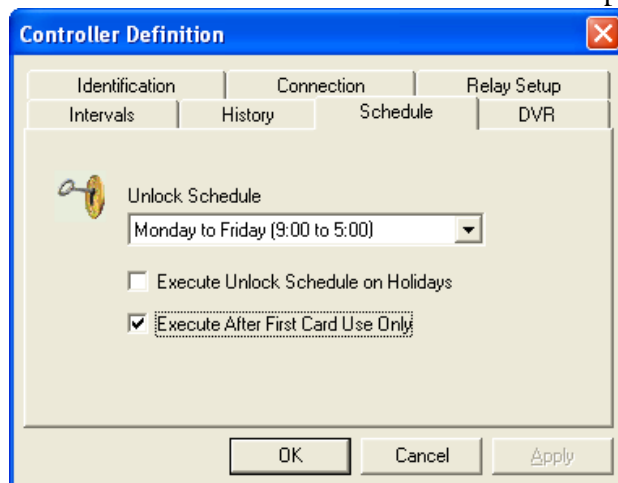 Controller Definition
Identification Connection Relay Setup
Intervals History Schedule DVR
Unlock Schedule
Monday to Friday (9:00 to 5:00)
Execute Unlock Schedule on Holidays
Execute After First Card Use Only
OK Cancel Apply